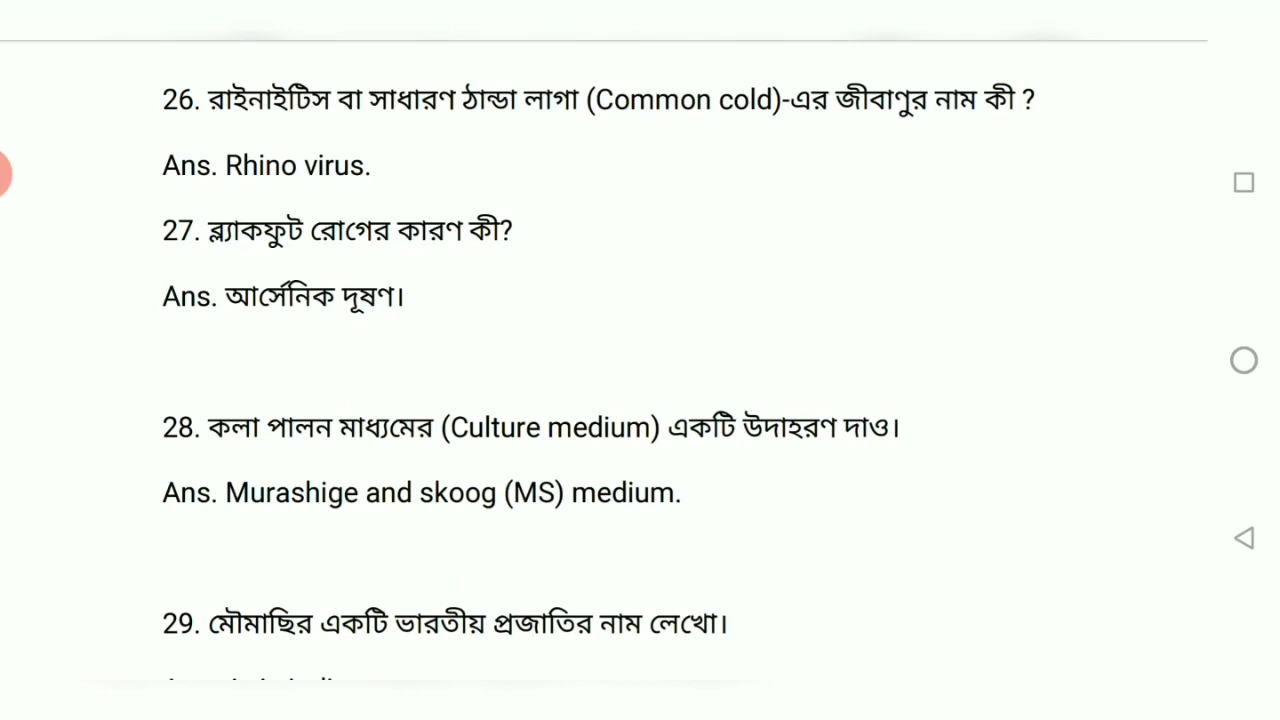 26. রাইনাইটিস বা সাধারণ ঠান্ডা লাগা (Common cold)-এর জীবাণুর নাম কী ?
Ans. Rhino virus.
27. ব্ল্যাকফুট রোগের কারণ কী?
Ans. আর্সেনিক দূষণ।
28. কলা পালন মাধ্যমের (Culture medium) একটি উদাহরণ দাও।
Ans. Murashige and skoog (MS) medium.
29. মৌমাছির একটি ভারতীয় প্রজাতির নাম লেখো।